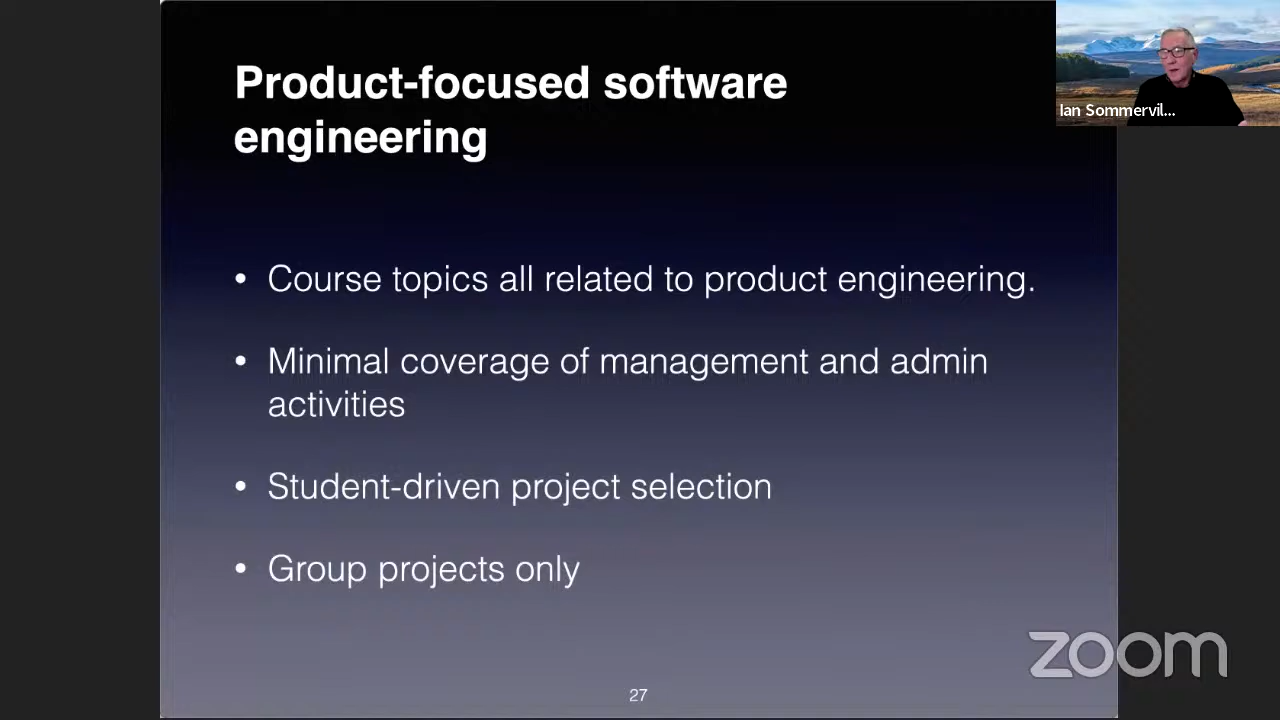 Product-focused software
engineering
Ian Sommervil...
• Course topics all related to product engineering.
• Minimal coverage of management and admin
activities
• Student-driven project selection
• Group projects only
zoom
27